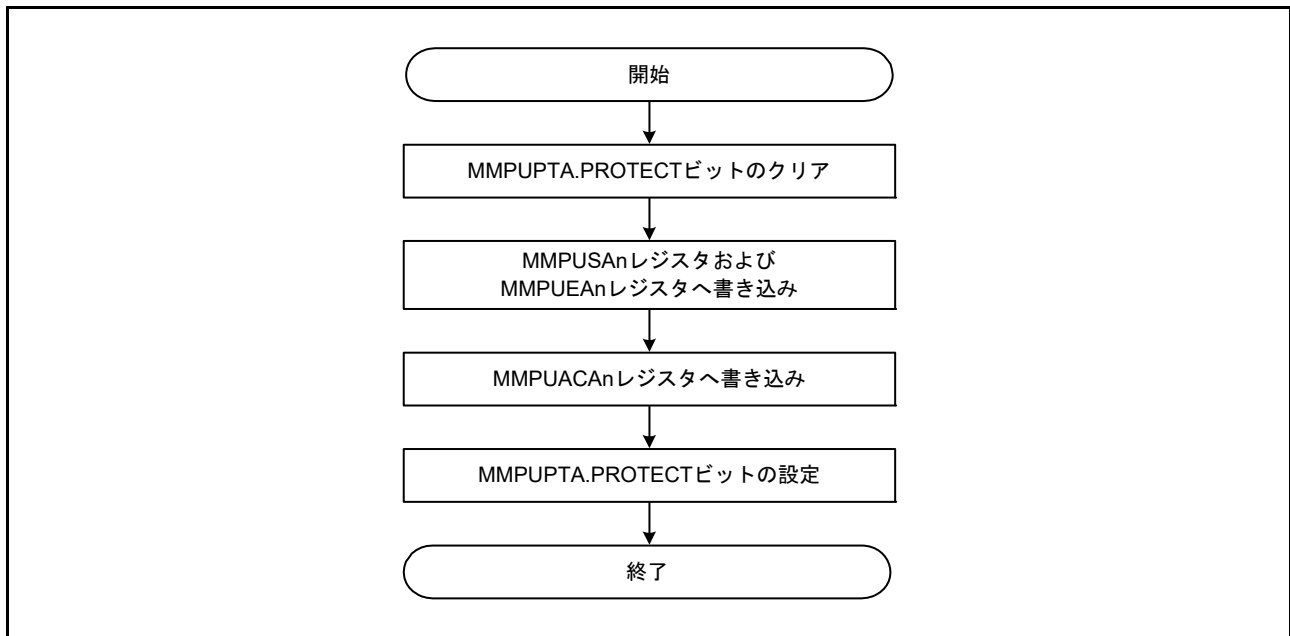 開始
MMPUPTA.PROTECTビットのクリア
MMPUSAnレジスタおよび
MMPUEAnレジスタへ書き込み
MMPUACAnレジスタへ書き込み
MMPUPTA.PROTECTビットの設定
終了